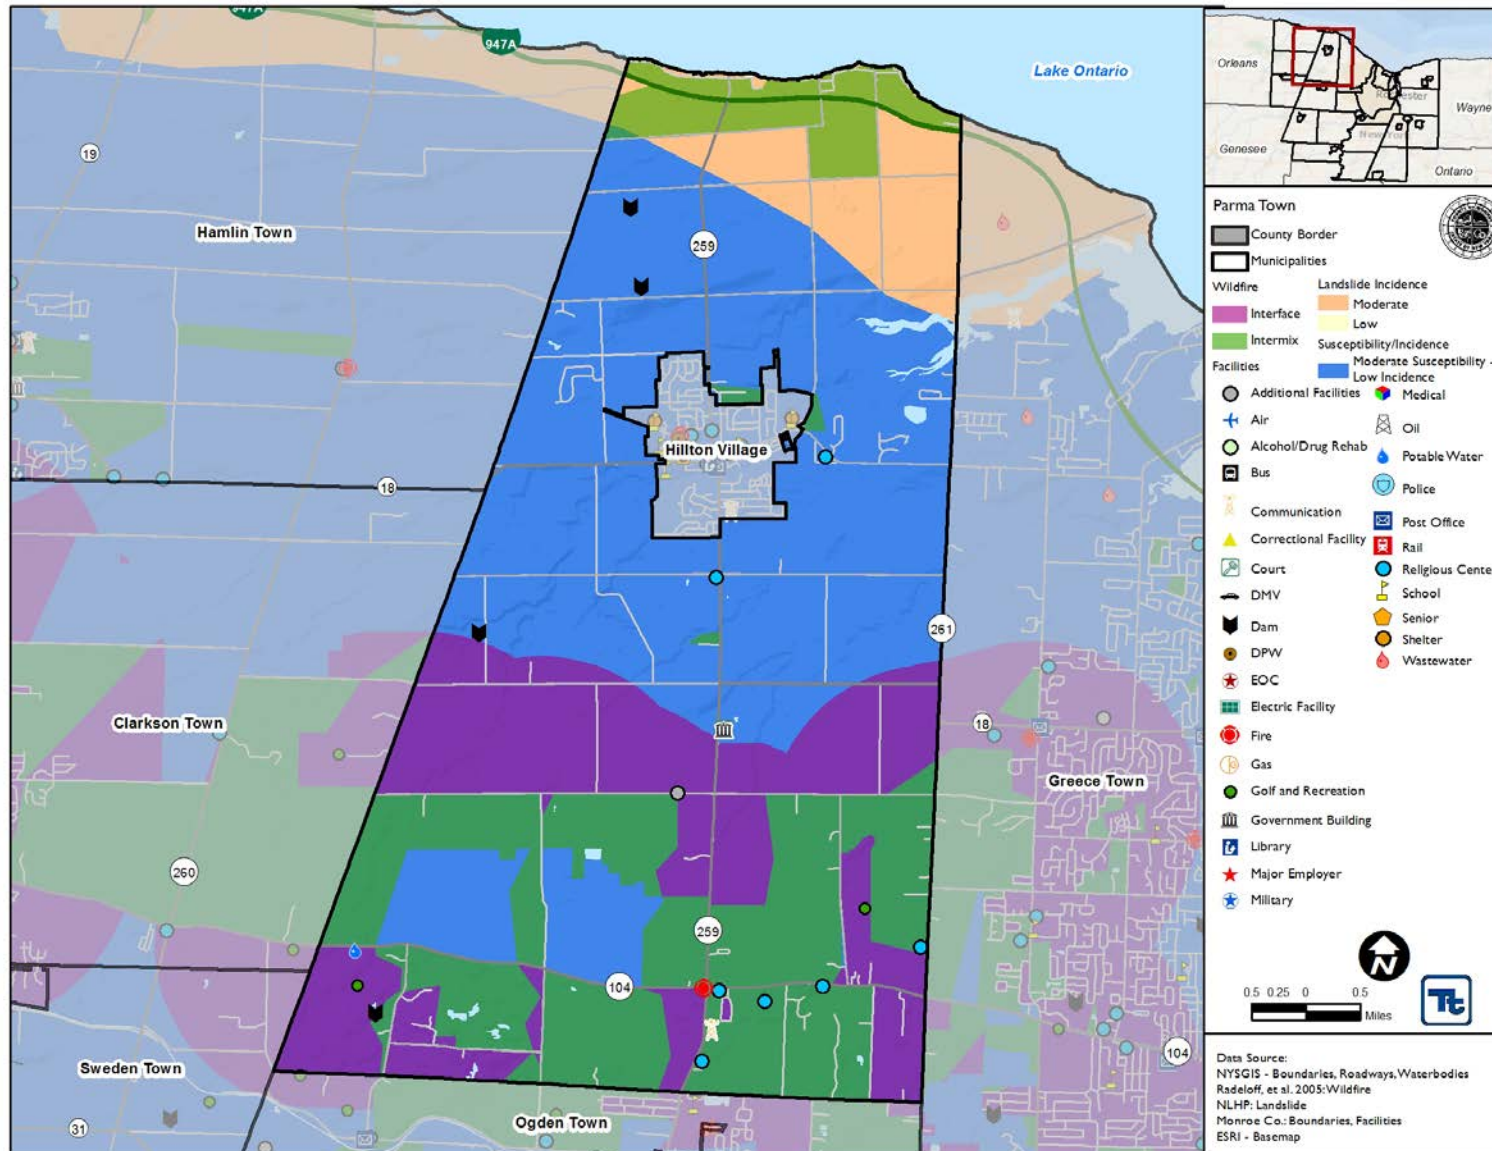 947A
947A
Lake Ontario
19
Hamlin Town
259
Hillton Village
18
261
Clarkson Town
18
Greece Town
260
259
104
104
Sweden Town
Ogden Town
31
Orleans
Rochester
Wayne
New York
Genesee
Ontario
Parma Town
County Border
Municipalities
Wildfire
Interface
Intermix
Landslide Incidence
Moderate
Low
Susceptibility/Incidence
Moderate Susceptibility -
Low Incidence
Facilities
Additional Facilities
Air
Alcohol/Drug Rehab
Bus
Communication
Correctional Facility
Court
DMV
Dam
DPW
EOC
Electric Facility
Fire
Gas
Golf and Recreation
Government Building
Library
Major Employer
Military
Medical
Oil
Potable Water
Police
Post Office
Rail
Religious Cente
School
Senior
Shelter
Wastewater
N
0.5 0.25 0 0.5
Miles
Tt
Data Source:
NYSGIS - Boundaries, Roadways, Waterbodies
Radeloff, et al. 2005: Wildfire
NLHP: Landslide
Monroe Co.: Boundaries, Facilities
ESRI - Basemap